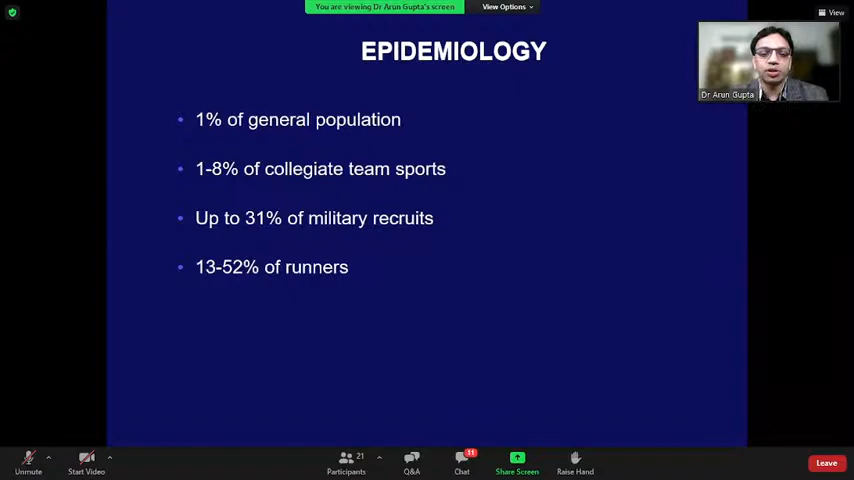 You are viewing Dr Arun Gupta's screen
View Options
View
EPIDEMIOLOGY
Dr Arun Gupta
• 1% of general population
• 1-8% of collegiate team sports
• Up to 31% of military recruits
• 13-52% of runners
Unmute
Start Video
21
Participants
Q&A
11
Chat
Share Screen
Raise Hand
Leave